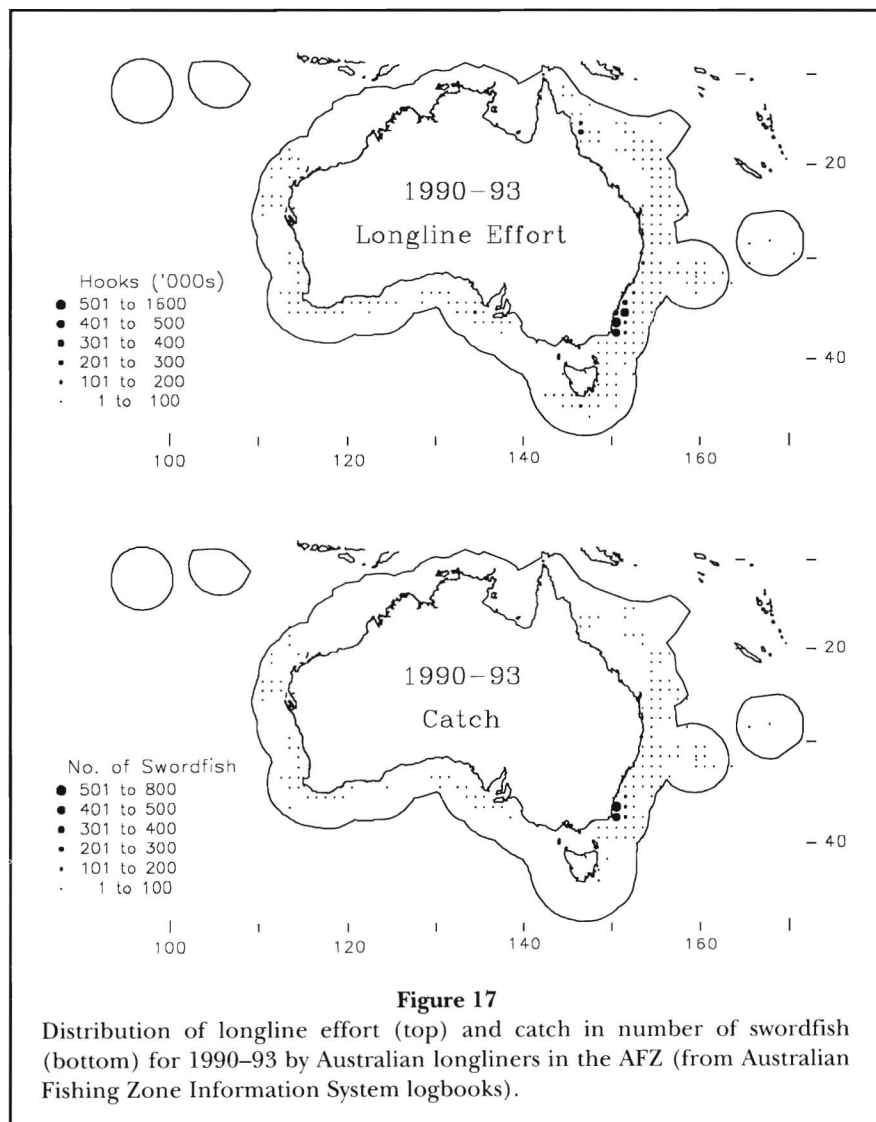 1990-93
Longline Effort
Hooks ('000s)
501 to 1600
401 to 500
301 to 400
201 to 300
101 to 200
1 to 100
20
40
100
120
140
160
1990-93
Catch
No. of Swordfish
501 to 800
401 to 500
301 to 400
201 to 300
101 to 200
1 to 100
20
40
100
120
140
160
Figure 17
Distribution of longline effort (top) and catch in number of swordfish
(bottom) for 1990–93 by Australian longliners in the AFZ (from Australian
Fishing Zone Information System logbooks).